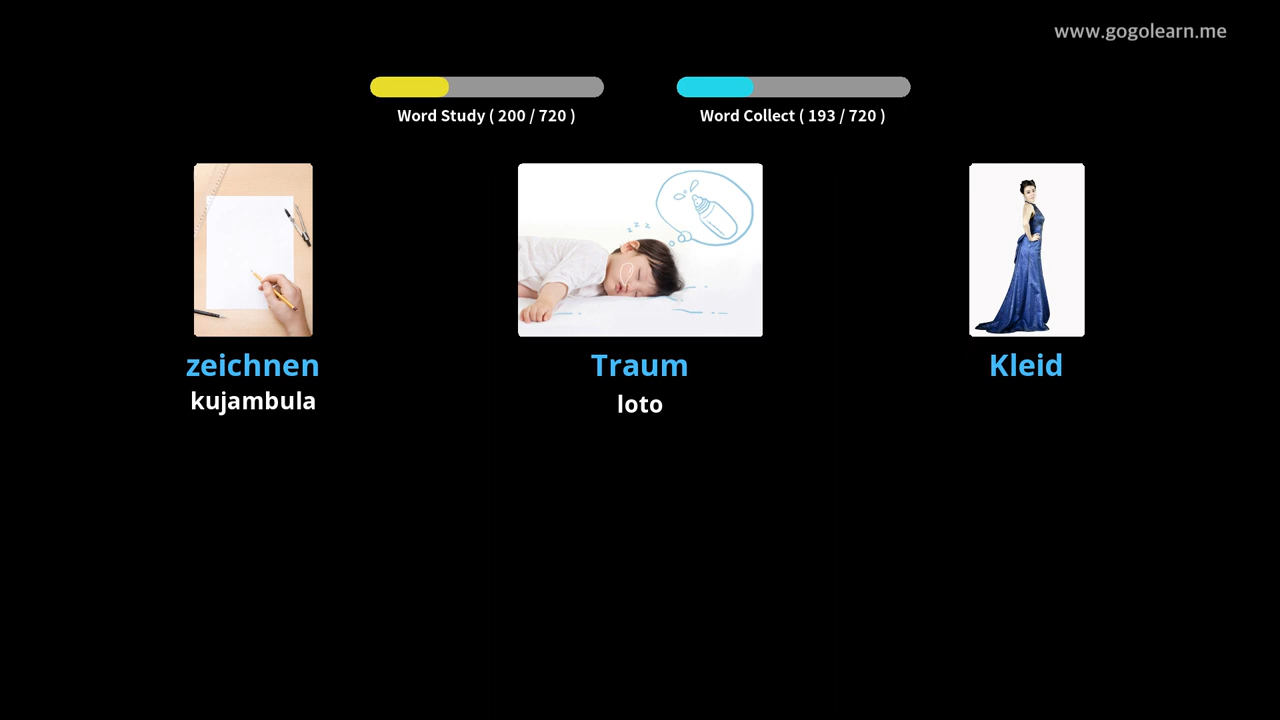 www.gogolearn.me
Word Study ( 200 / 720 )
Word Collect ( 193 / 720 )
zeichnen
kujambula
Traum
loto
Kleid